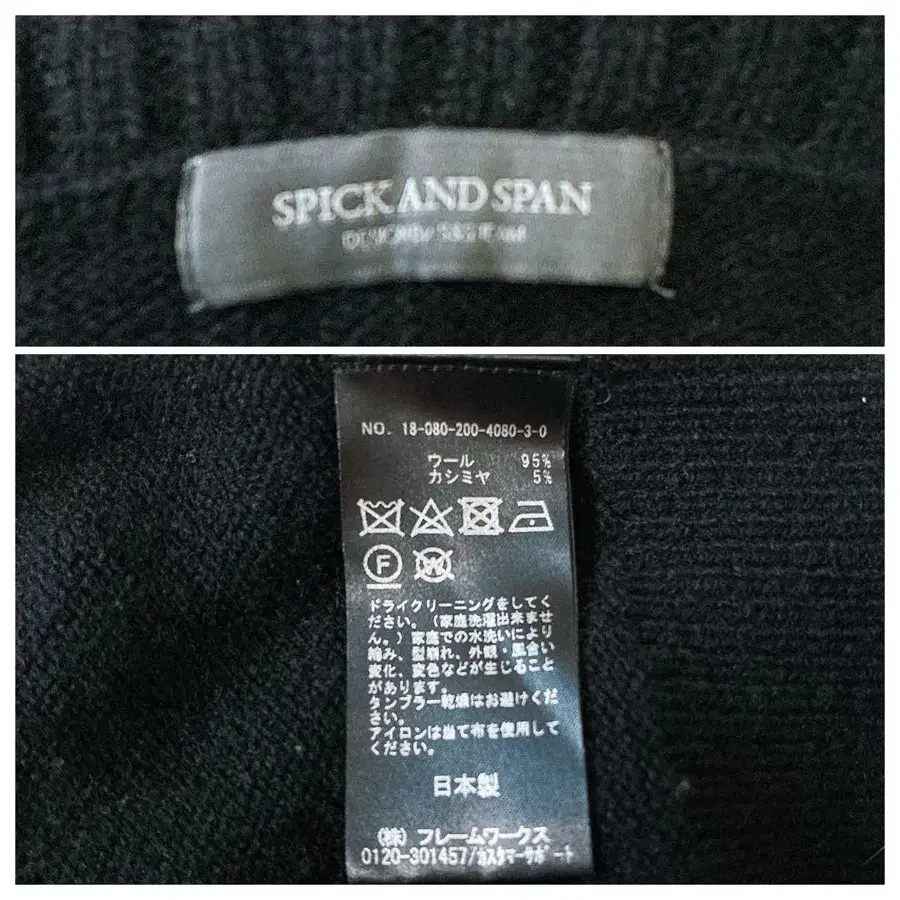 SPICK AND SPAN
NO. 18-080-200-4080-3-0
ウール 95%
カシミヤ 5%
F
W
ドライクリーニングをしてく
ださい。(家庭洗濯出来ませ
ん。)家庭での水洗いにより
縮み、型崩れ、外観・風合い
変化、変色などが生じること
があります。
タンブラー乾燥はお避けくだ
さい。
アイロンは当て布を使用して
ください。
日本製
(株) フレームワークス
0120-301457/カスタマーサポート